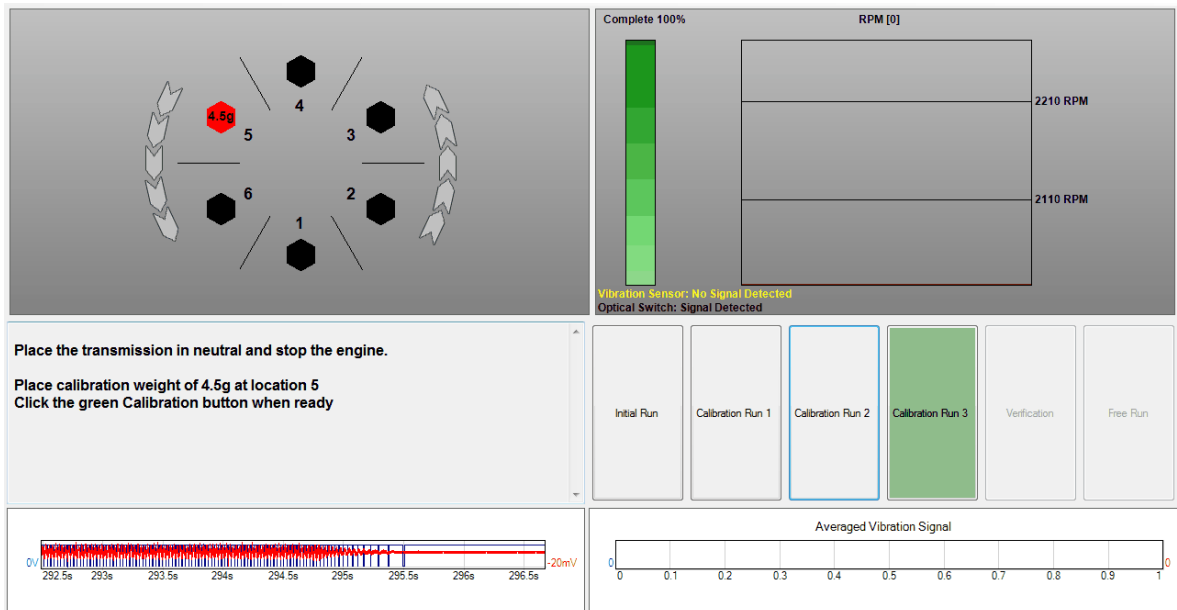 4
4.5g
5
3
6
2
1
Complete 100%
RPM [0]
2210 RPM
2110 RPM
Vibration Sensor: No Signal Detected
Optical Switch: Signal Detected
Place the transmission in neutral and stop the engine.
Place calibration weight of 4.5g at location 5
Click the green Calibration button when ready
Initial Run
Calibration Run 1
Calibration Run 2
Calibration Run 3
Verification
Free Run
0V
-20mV
292.5s 293s 293.5s 294s 294.5s 295s 295.5s 296s 296.5s
Averaged Vibration Signal
0
0
0 0.1 0.2 0.3 0.4 0.5 0.6 0.7 0.8 0.9 1